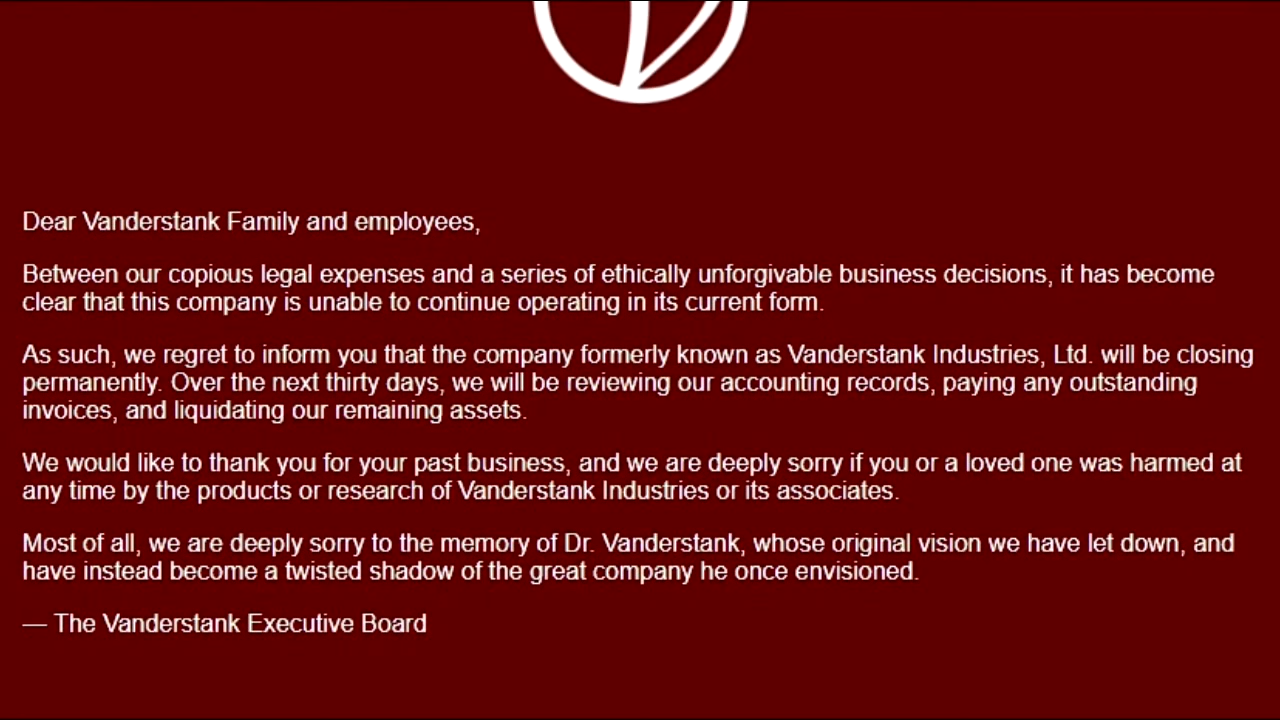 Dear Vanderstank Family and employees,
Between our copious legal expenses and a series of ethically unforgivable business decisions, it has become
clear that this company is unable to continue operating in its current form.
As such, we regret to inform you that the company formerly known as Vanderstank Industries, Ltd. will be closing
permanently. Over the next thirty days, we will be reviewing our accounting records, paying any outstanding
invoices, and liquidating our remaining assets.
We would like to thank you for your past business, and we are deeply sorry if you or a loved one was harmed at
any time by the products or research of Vanderstank Industries or its associates.
Most of all, we are deeply sorry to the memory of Dr. Vanderstank, whose original vision we have let down, and
have instead become a twisted shadow of the great company he once envisioned.
— The Vanderstank Executive Board